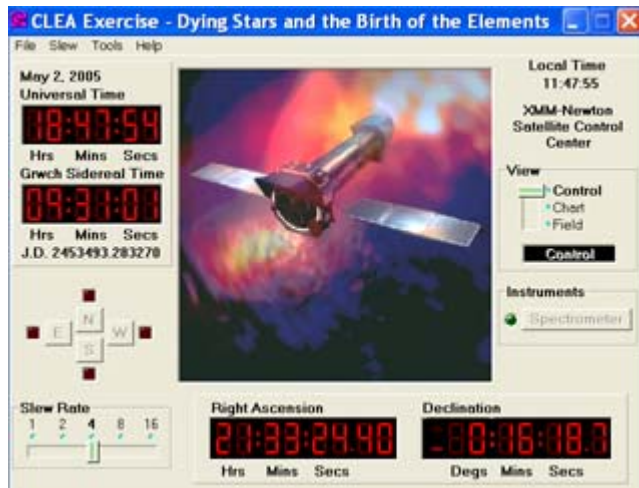 CLEA Exercise - Dying Stars and the Birth of the Elements
File Slew Tools Help
May 2, 2005
Universal Time
18:47:54
Hrs Mins Secs
Grwch Sidereal Time
09:31:01
Hrs Mins Secs
J.D. 2453493.283270
N
E W
S
Slew Rate
1 2 4 8 16
Right Ascension
21:33:24.40
Hrs Mins Secs
Declination
- 0:16:18.7
Degs Mins Secs
Local Time
11:47:55
XMM-Newton
Satellite Control
Center
View
Control
Chart
Field
Control
Instruments
Spectrometer